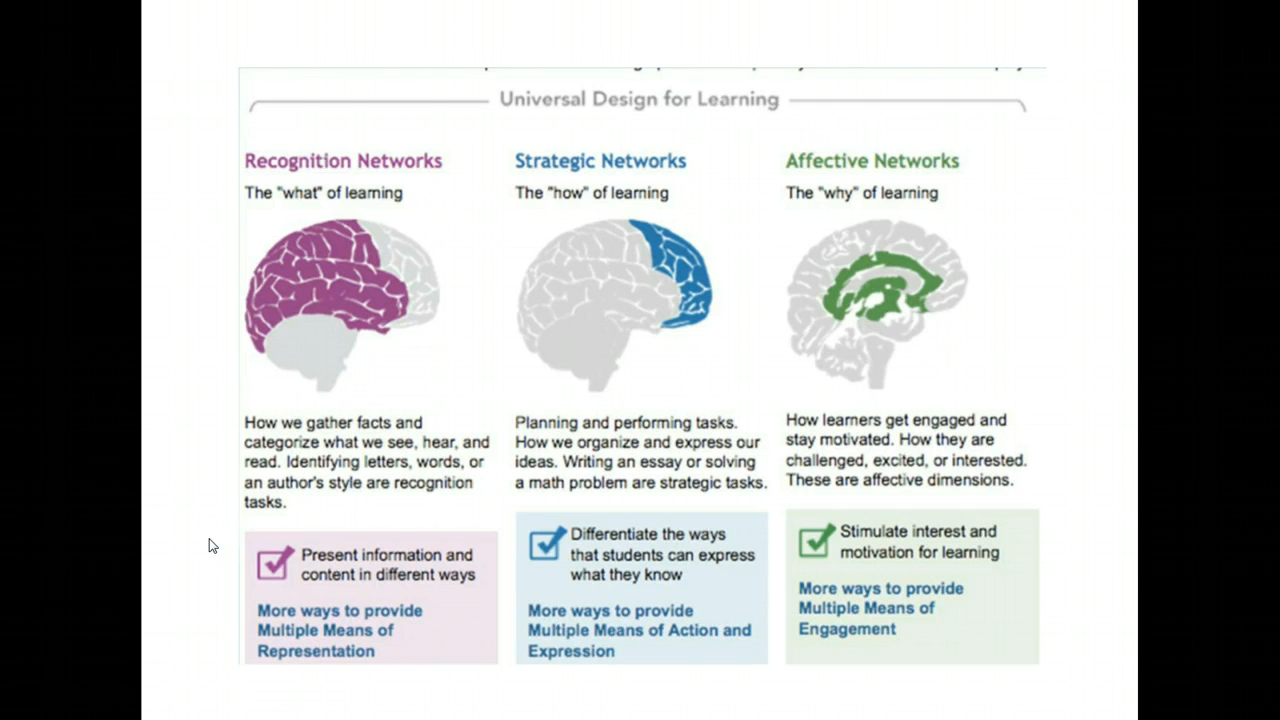 Universal Design for Learning
Recognition Networks
The "what" of learning
How we gather facts and
categorize what we see, hear, and
read. Identifying letters, words, or
an author's style are recognition
tasks.
Present information and
content in different ways
More ways to provide
Multiple Means of
Representation
Strategic Networks
The "how" of learning
Planning and performing tasks.
How we organize and express our
ideas. Writing an essay or solving
a math problem are strategic tasks.
Differentiate the ways
that students can express
what they know
More ways to provide
Multiple Means of Action and
Expression
Affective Networks
The "why" of learning
How learners get engaged and
stay motivated. How they are
challenged, excited, or interested.
These are affective dimensions.
Stimulate interest and
motivation for learning
More ways to provide
Multiple Means of
Engagement